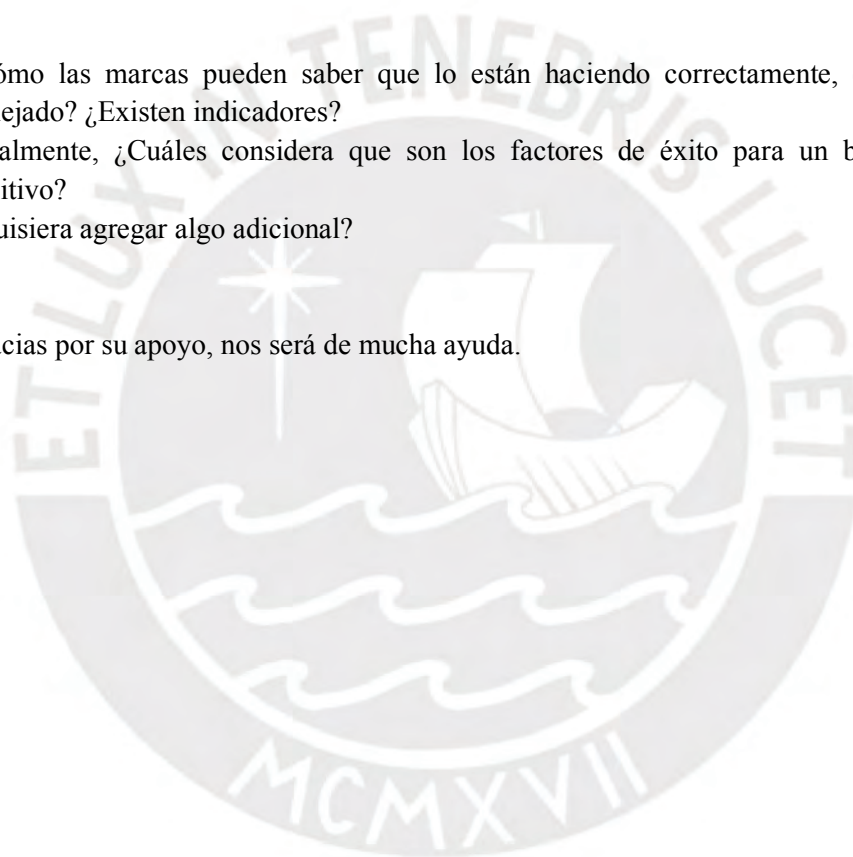 ómo las marcas pueden saber que lo están haciendo correctamente,
lejado? ¿Existen indicadores?
almente, ¿Cuáles considera que son los factores de éxito para un b
itivo?
uisiera agregar algo adicional?
cias por su apoyo, nos será de mucha ayuda.
ET LUX IN TENEBRIS LUCET
MCMXVII